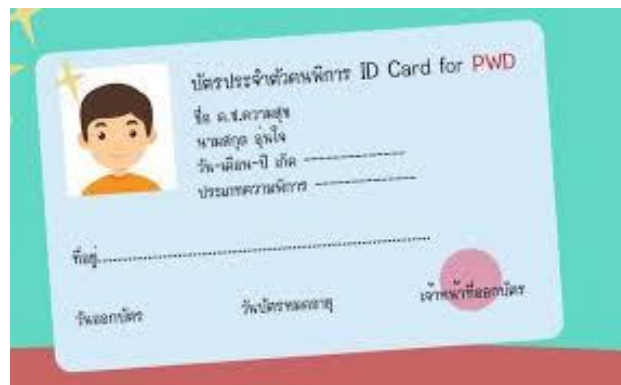 บัตรประจำตัวคนพิการ ID Card for PWD
ชื่อ ด.ช.ความสุข
นามสกุล อุ่นใจ
วัน-เดือน-ปี เกิด --------------------
ประเภทความพิการ --------------------
ที่อยู่..........................................................................
วันออกบัตร วันบัตรหมดอายุ เจ้าหน้าที่ออกบัตร